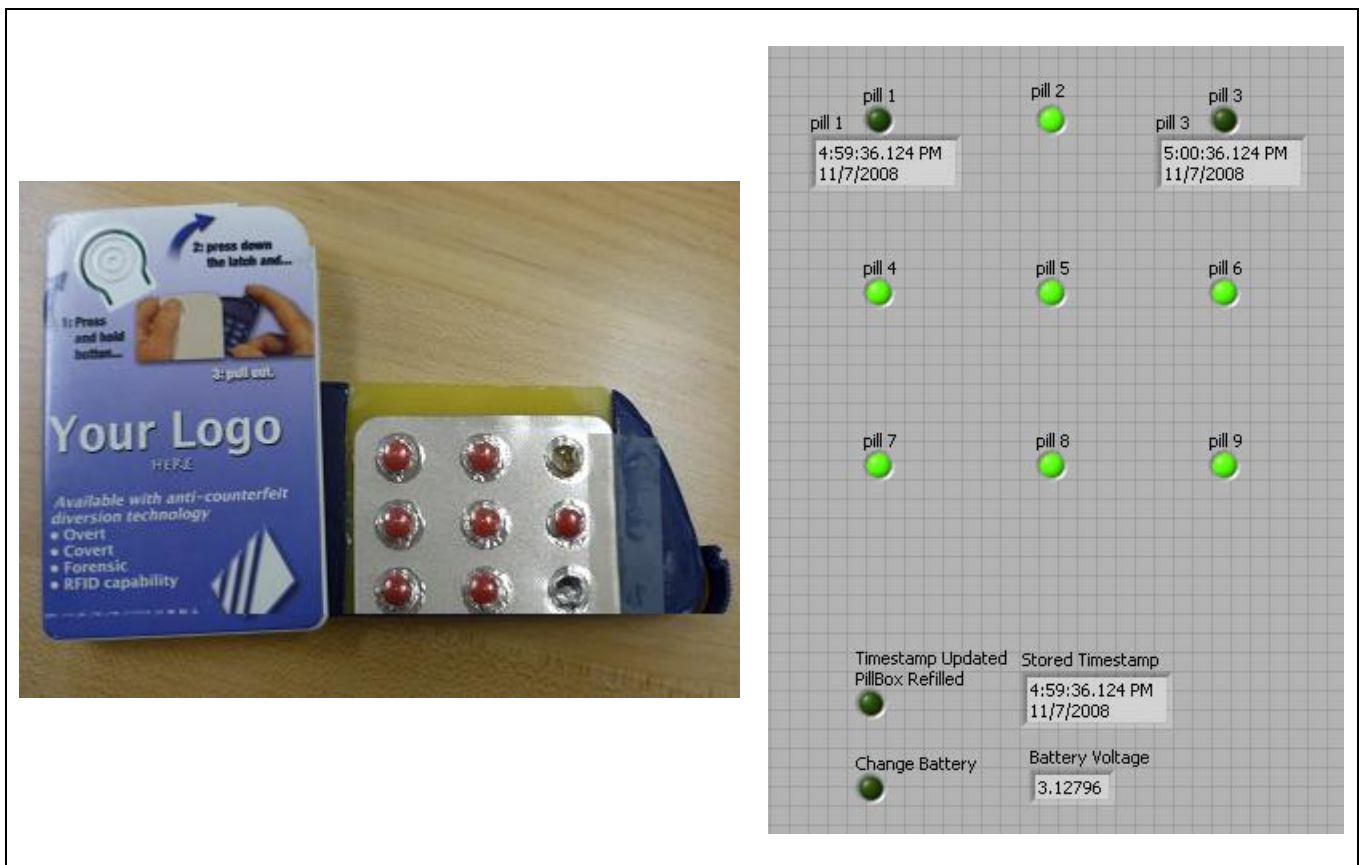 2: press down
the latch and...
1: Press
and hold
button...
3: pull out.
Your Logo
HERE
Available with anti-counterfeit
diversion technology
• Overt
• Covert
• Forensic
• RFID capability
pill 1
pill 2
pill 3
pill 1
pill 3
4:59:36.124 PM
11/7/2008
5:00:36.124 PM
11/7/2008
pill 4
pill 5
pill 6
pill 7
pill 8
pill 9
Timestamp Updated
PillBox Refilled
Stored Timestamp
4:59:36.124 PM
11/7/2008
Change Battery
Battery Voltage
3.12796